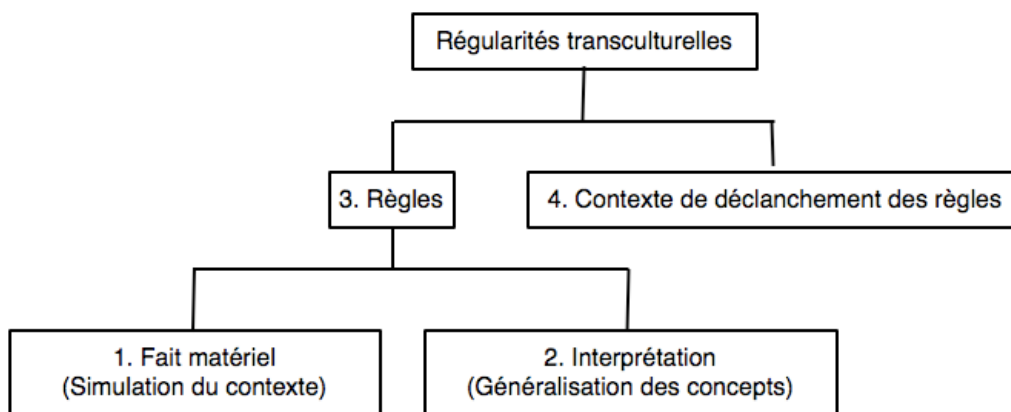 Régularités transculturelles
3. Règles
4. Contexte de déclanchement des règles
1. Fait matériel
(Simulation du contexte)
2. Interprétation
(Généralisation des concepts)